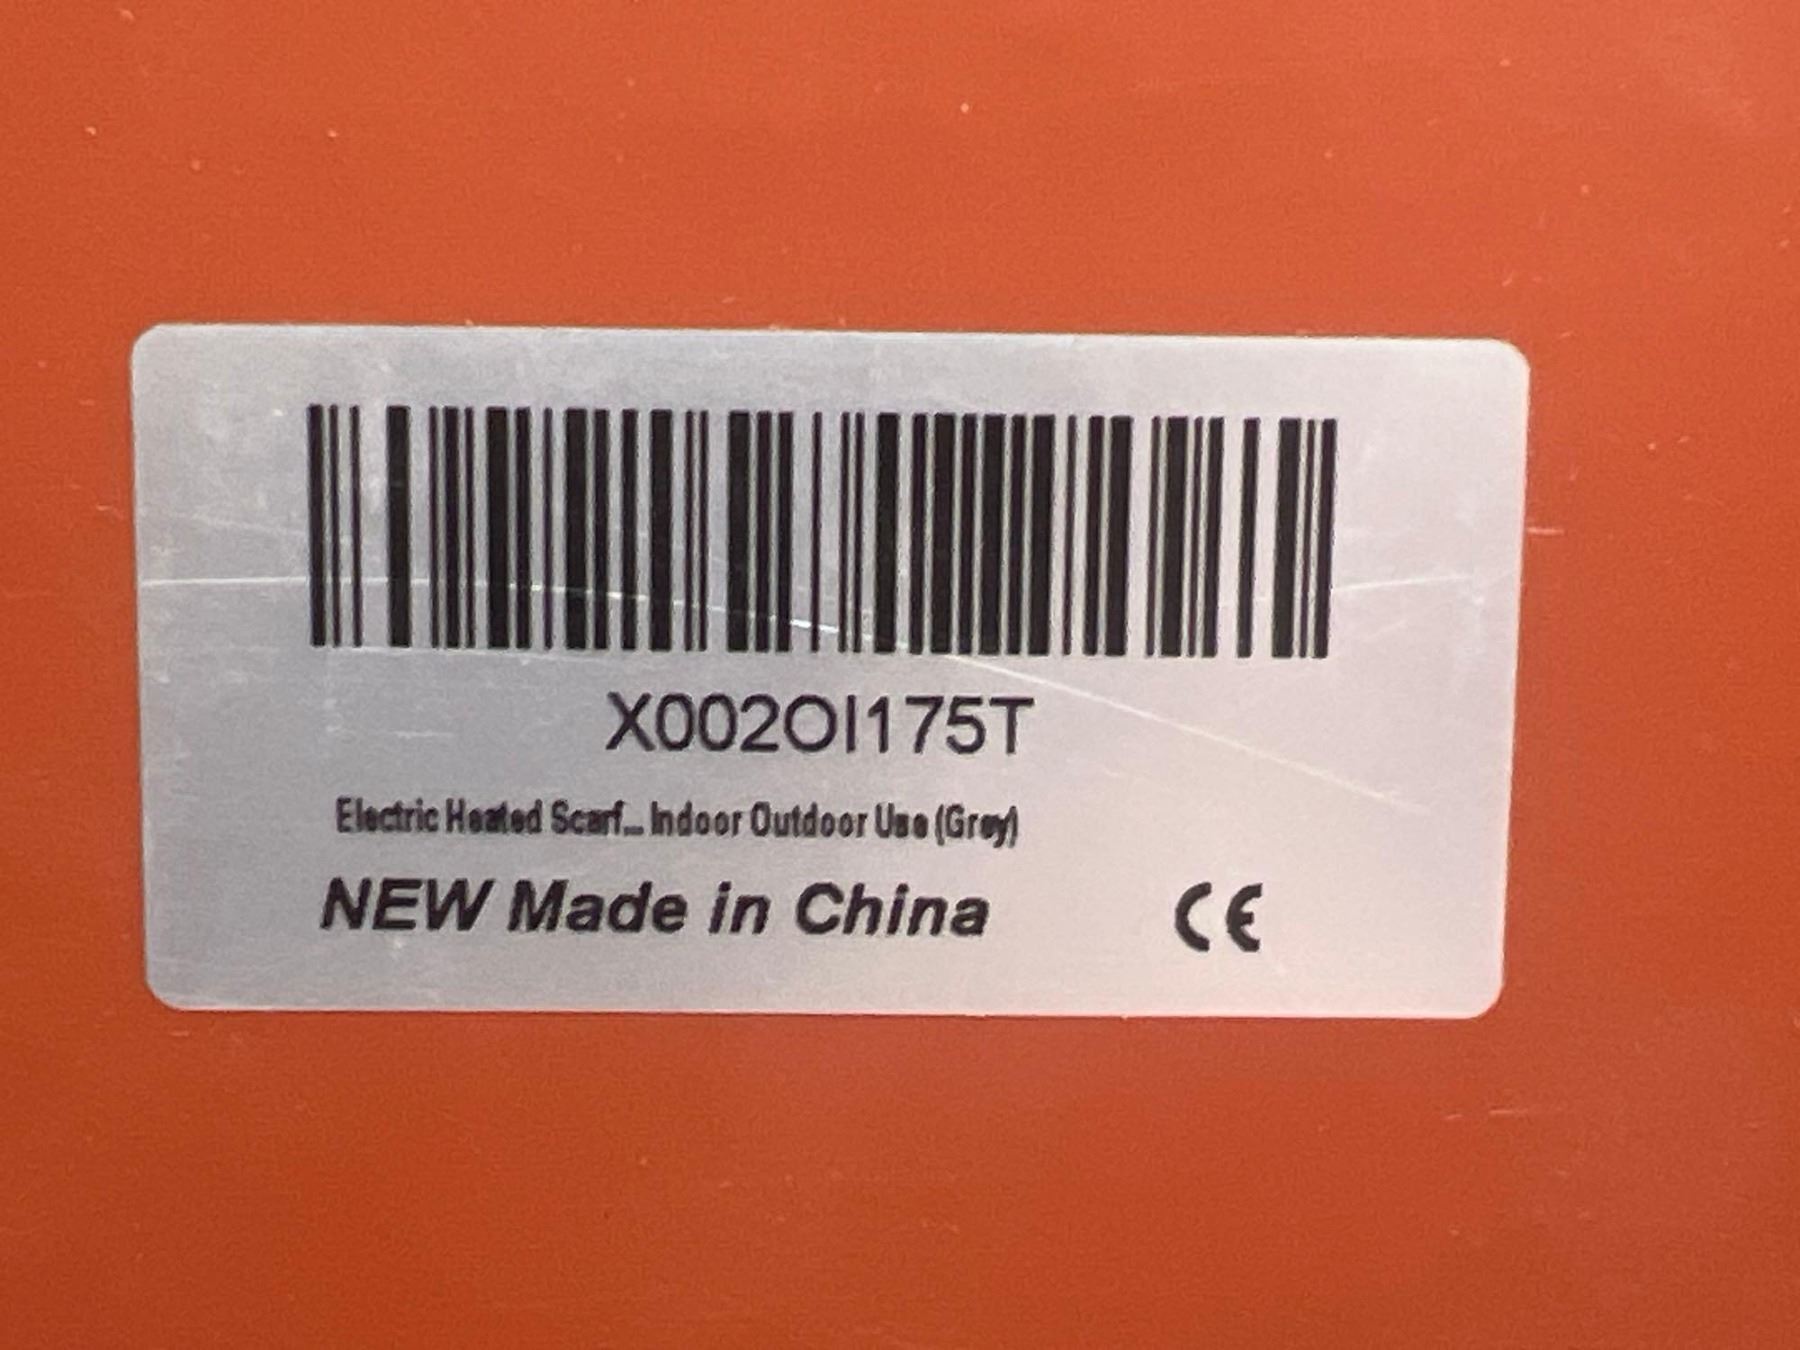 X002OI175T
Electric Heated Scarf... Indoor Outdoor Use (Grey)
NEW Made in China CE